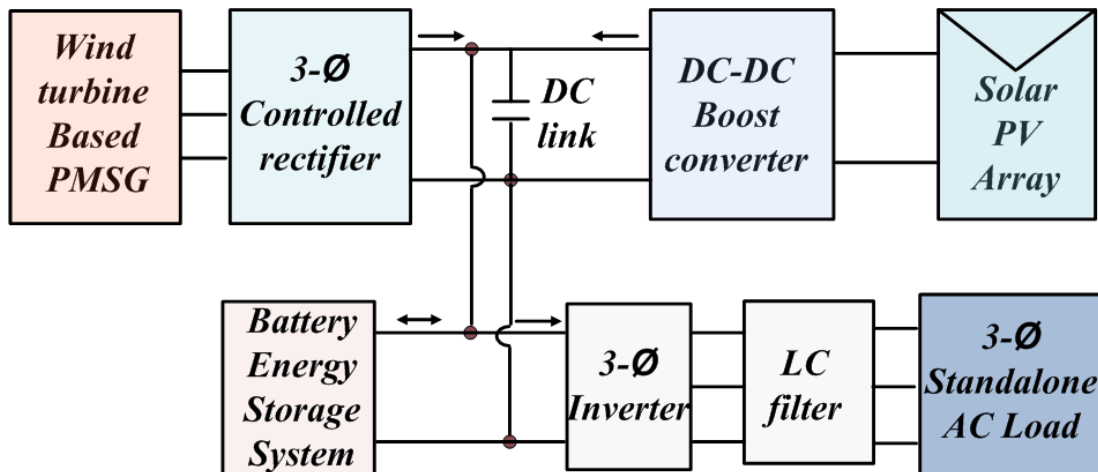 Wind
turbine
Based
PMSG
3-Ø
Controlled
rectifier
DC
link
DC-DC
Boost
converter
Solar
PV
Array
Battery
Energy
Storage
System
3-Ø
Inverter
LC
filter
3-Ø
Standalone
AC Load